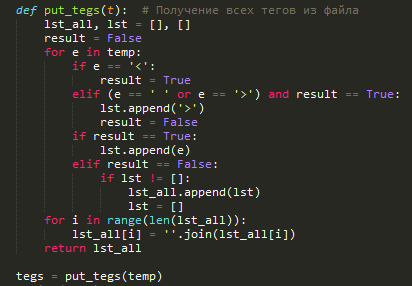 def put_tegs(t):  # Получение всех тегов из файла
    lst_all, lst = [], []
    result = False
    for e in temp:
        if e == '<':
            result = True
        elif (e == ' ' or e == '>') and result == True:
            lst.append('>')
            result = False
        if result == True:
            lst.append(e)
        elif result == False:
            if lst != []:
                lst_all.append(lst)
                lst = []
    for i in range(len(lst_all)):
        lst_all[i] = ''.join(lst_all[i])
    return lst_all

tegs = put_tegs(temp)